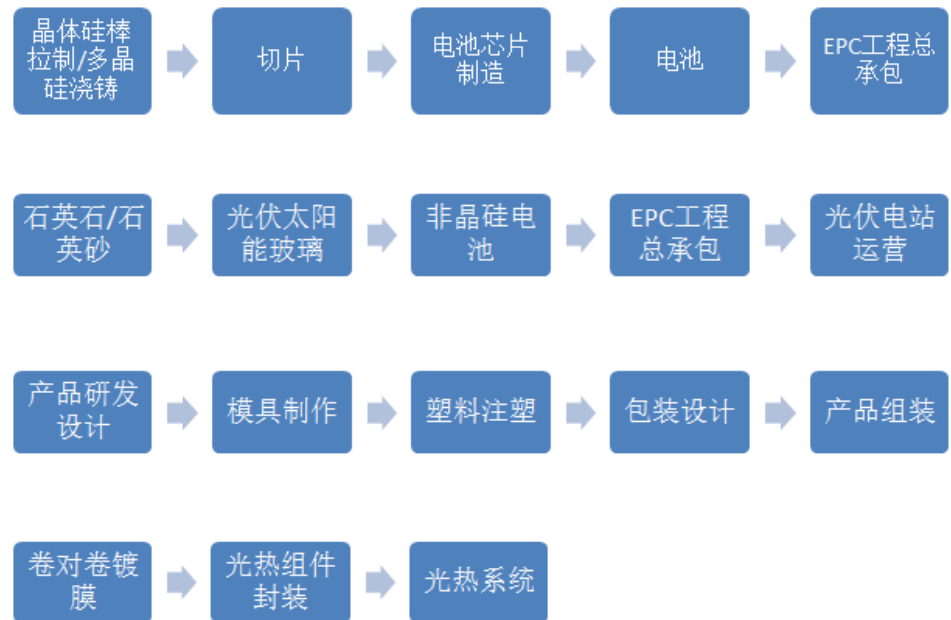 晶体硅棒
拉制/多晶
硅浇铸
切片
电池芯片
制造
电池
EPC工程总
承包
石英石/石
英砂
光伏太阳
能玻璃
非晶硅电
池
EPC工程
总承包
光伏电站
运营
产品研发
设计
模具制作
塑料注塑
包装设计
产品组装
卷对卷镀
膜
光热组件
封装
光热系统